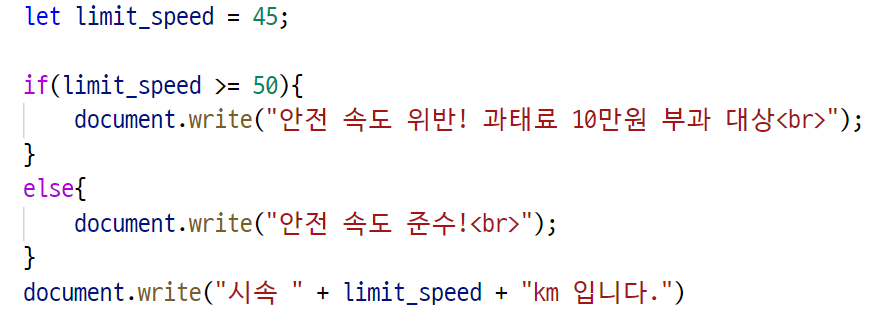 let limit_speed = 45;
if(limit_speed >= 50){
document.write("안전 속도 위반! 과태료 10만원 부과 대상<br>");
}
else{
document.write("안전 속도 준수!<br>");
}
document.write("시속 " + limit_speed + "km 입니다.")